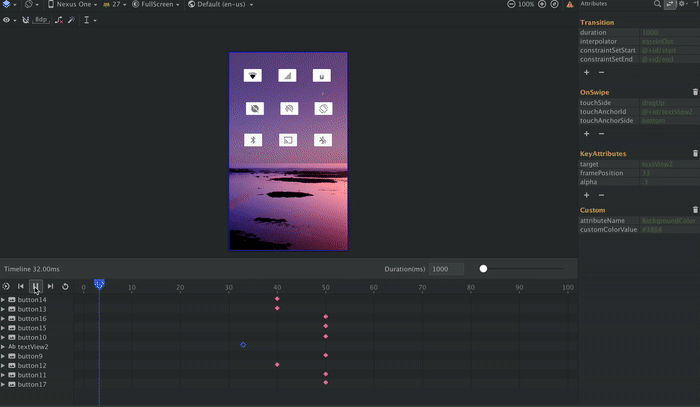 Nexus One
27
FullScreen
Default (en-us)
100%
Attributes
8dp
Transition
duration 1000
interpolator easeInOut
constraintSetStart @+id/start
constraintSetEnd @+id/end
OnSwipe
touchSide dragUp
touchAnchorId @+id/textView2
touchAnchorSide bottom
KeyAttributes
target textView2
framePosition 33
alpha
Custom
attributeName BackgroundColor
customColorValue
Timeline 32.00ms
Duration(ms) 1000
0 10 20 30 40 50 60 70 80 90 100
button14
button13
button16
button15
button10
Ab textView2
button9
button12
button11
button17